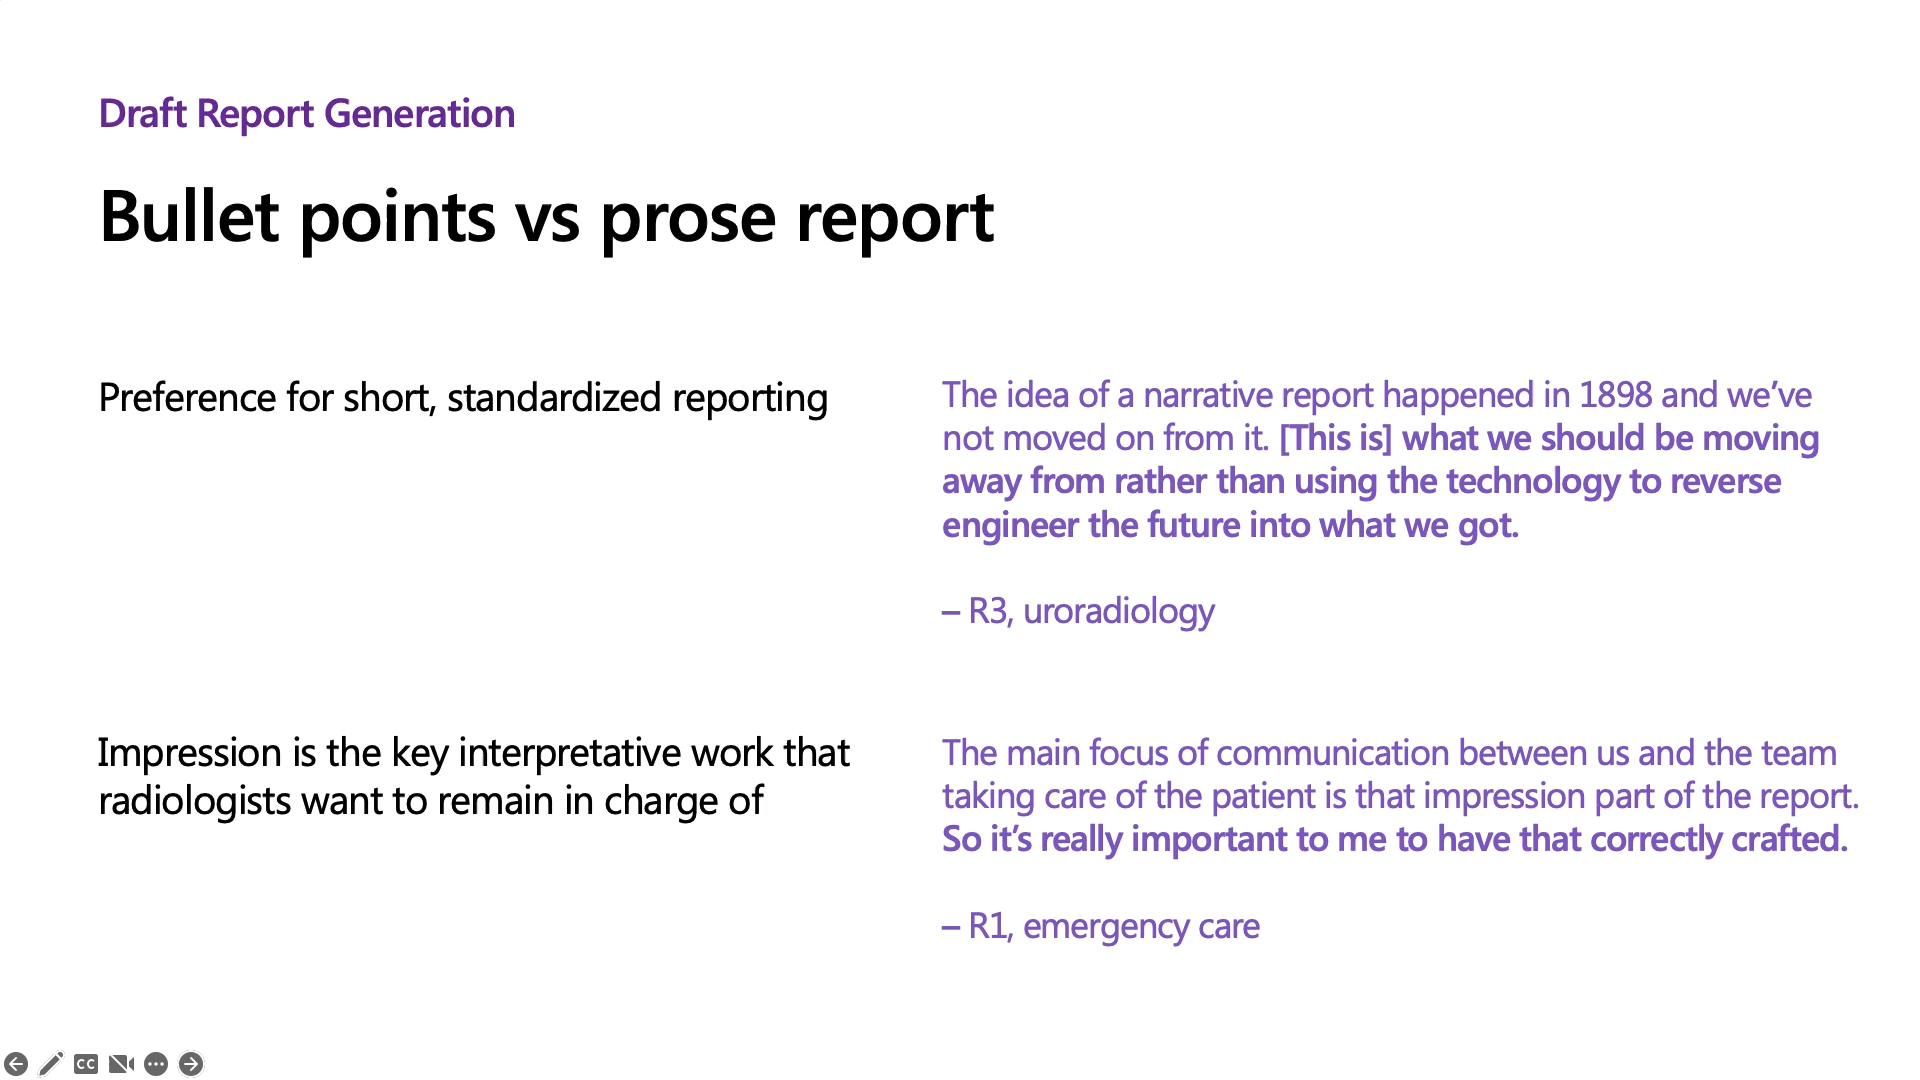 Draft Report Generation
Bullet points vs prose report
Preference for short, standardized reporting
The idea of a narrative report happened in 1898 and we’ve
not moved on from it. [This is] what we should be moving
away from rather than using the technology to reverse
engineer the future into what we got.
– R3, uroradiology
Impression is the key interpretative work that
radiologists want to remain in charge of
The main focus of communication between us and the team
taking care of the patient is that impression part of the report.
So it’s really important to me to have that correctly crafted.
– R1, emergency care
CC